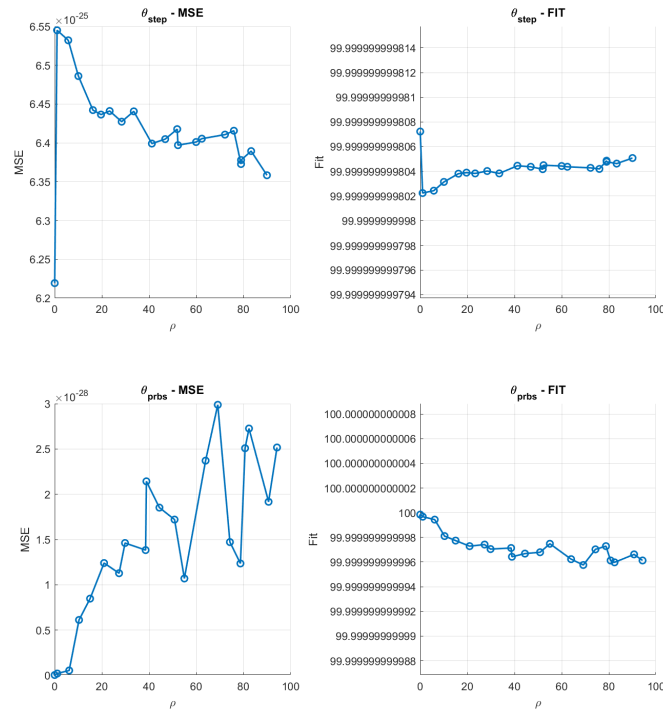 θstep - MSE
×10-25
6.55
6.5
6.45
6.4
6.35
6.3
6.25
6.2
MSE
0 20 40 60 80 100
ρ
θstep - FIT
99.999999999814
99.999999999812
99.99999999981
99.999999999808
99.999999999806
99.999999999804
99.999999999802
99.9999999998
99.999999999798
99.999999999796
99.999999999794
Fit
0 20 40 60 80 100
ρ
θprbs - MSE
×10-28
3
2.5
2
1.5
1
0.5
0
MSE
0 20 40 60 80 100
ρ
θprbs - FIT
100.000000000008
100.000000000006
100.000000000004
100.000000000002
100
99.999999999998
99.999999999996
99.999999999994
99.999999999992
99.99999999999
99.999999999988
Fit
0 20 40 60 80 100
ρ